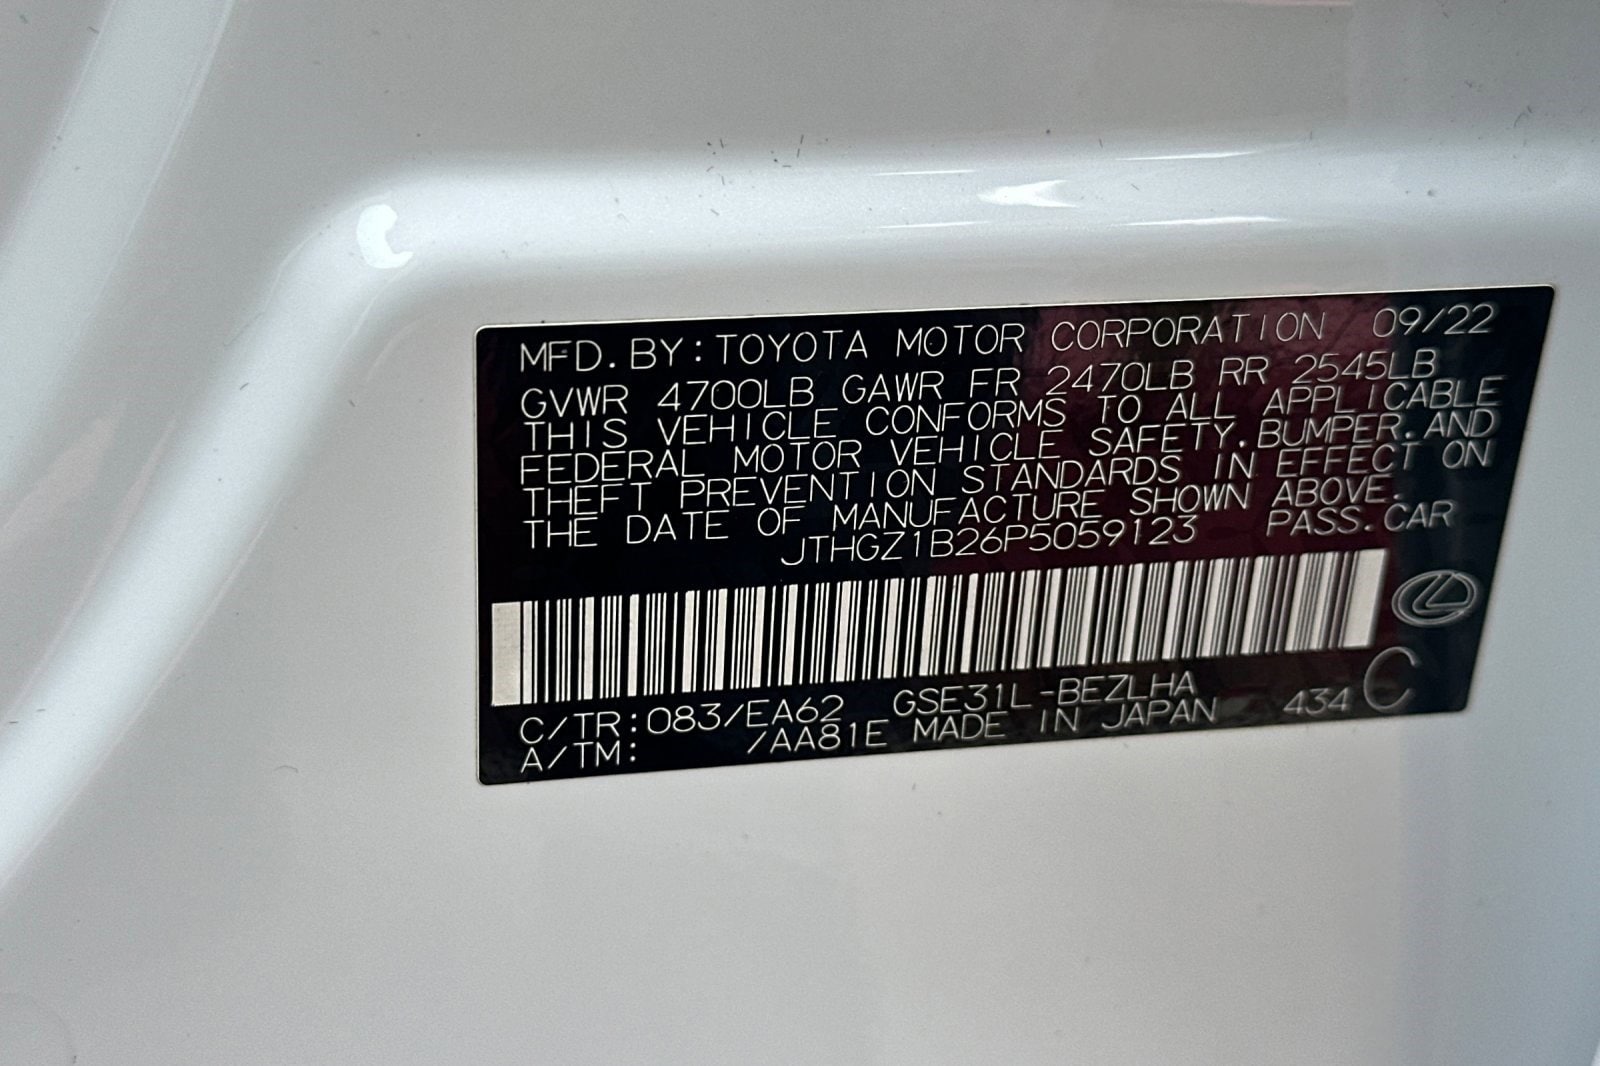 MFD. BY: TOYOTA MOTOR CORPORATION 09/22
GVWR 4700LB GAWR FR 2470LB RR 2545LB
THIS VEHICLE CONFORMS TO ALL APPLICABLE
FEDERAL MOTOR VEHICLE SAFETY. BUMPER. AND
THEFT PREVENTION STANDARDS IN EFFECT ON
THE DATE OF MANUFACTURE SHOWN ABOVE.
JTHGZ1B26P5059123 PASS. CAR
C/TR: 083/EA62 GSE31L-BEZLHA
A/TM: /AA81E MADE IN JAPAN 434 C